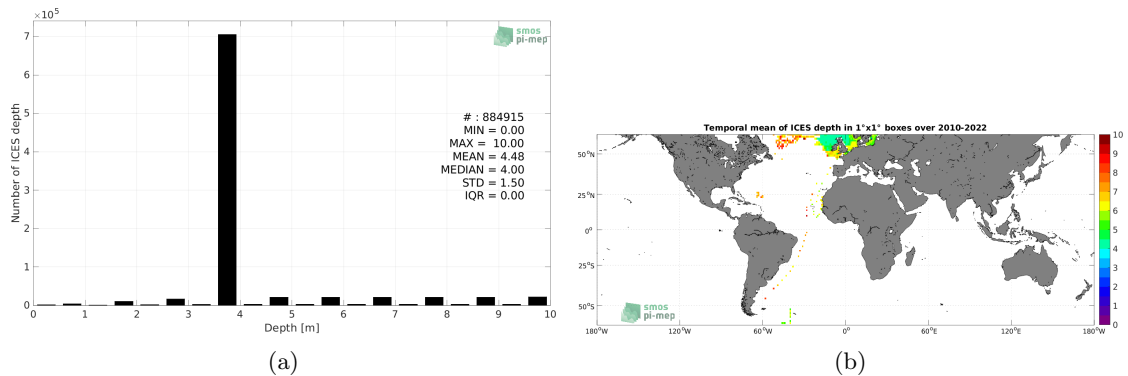 ×10⁵
smos
pi-mep
7
6
5
4
3
2
1
0
Number of ICES depth
# : 884915
MIN = 0.00
MAX = 10.00
MEAN = 4.48
MEDIAN = 4.00
STD = 1.50
IQR = 0.00
0 1 2 3 4 5 6 7 8 9 10
Depth [m]
(a)
Temporal mean of ICES depth in 1°x1° boxes over 2010-2022
50°N
25°N
0°
25°S
50°S
smos
pi-mep
180°W 120°W 60°W 0° 60°E 120°E 180°W
10
9
8
7
6
5
4
3
2
1
0
(b)